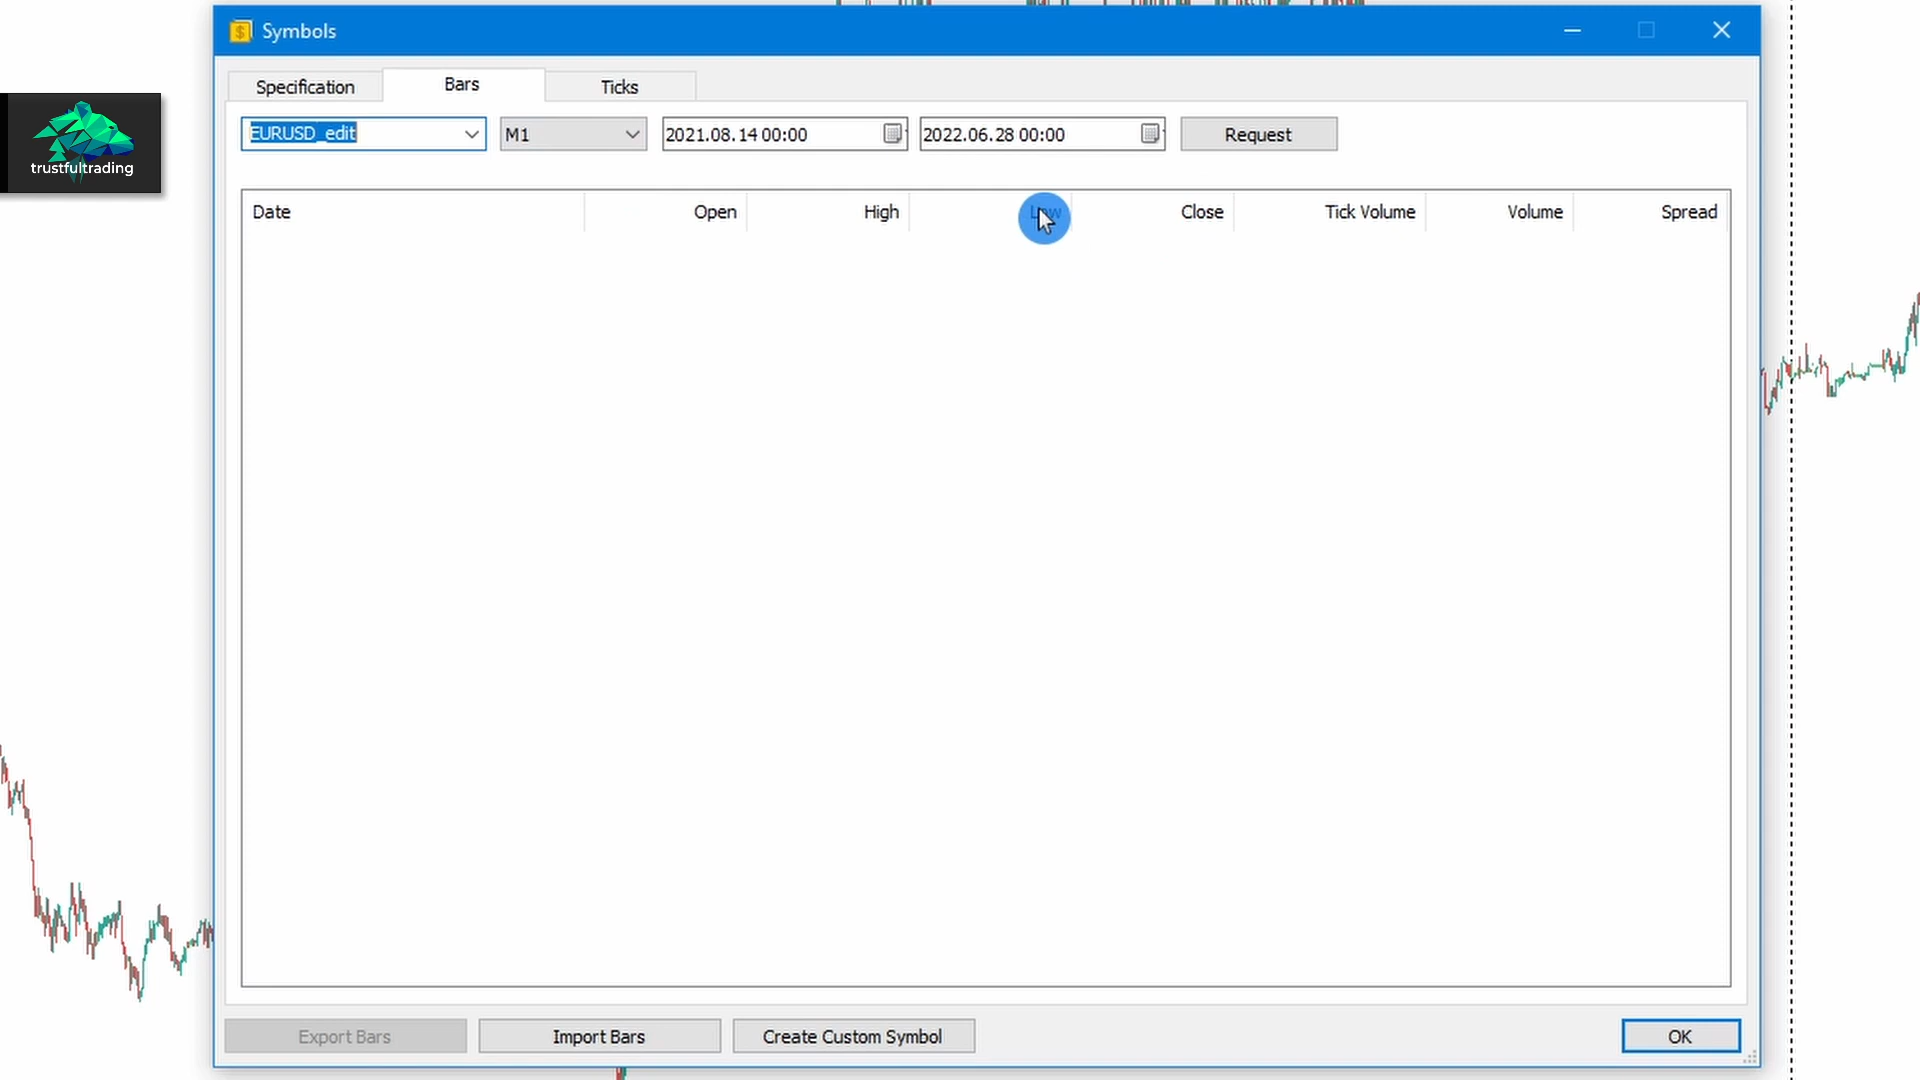 Symbols
Specification Bars Ticks
trustfultrading
EURUSD_edit M1 2021.08.14 00:00 2022.06.28 00:00 Request
Date Open High Low Close Tick Volume Volume Spread
Export Bars Import Bars Create Custom Symbol OK